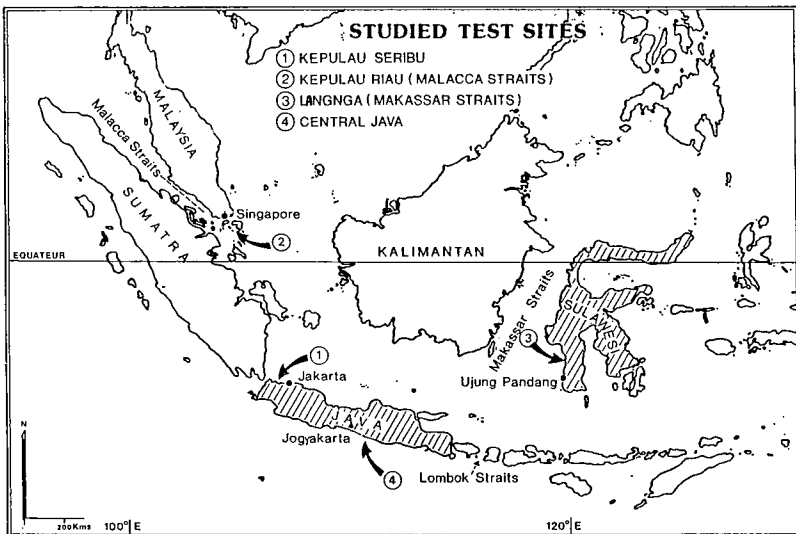 STUDIED TEST SITES
① KEPULAU SERIBU
② KEPULAU RIAU (MALACCA STRAITS)
③ LANGNGA (MAKASSAR STRAITS)
④ CENTRAL JAVA
MALAYSIA
Malacca Straits
SUMATRA
Singapore
②
EQUATEUR
KALIMANTAN
Makassar Straits
SULAWESI
③
Ujung Pandang
①
Jakarta
JAVA
Jogyakarta
④
Lombok Straits
N
200Kms
100° E
120° E